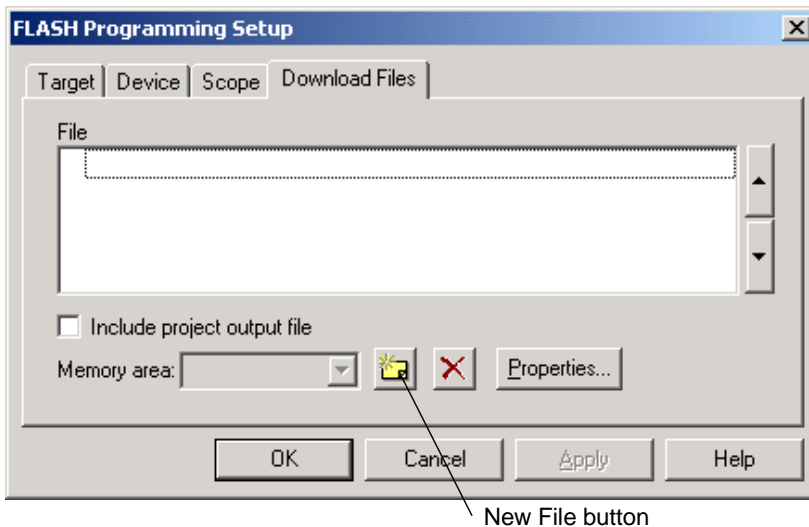 FLASH Programming Setup
Target Device Scope Download Files
File
Include project output file
Memory area: Properties...
OK Cancel Apply Help
New File button